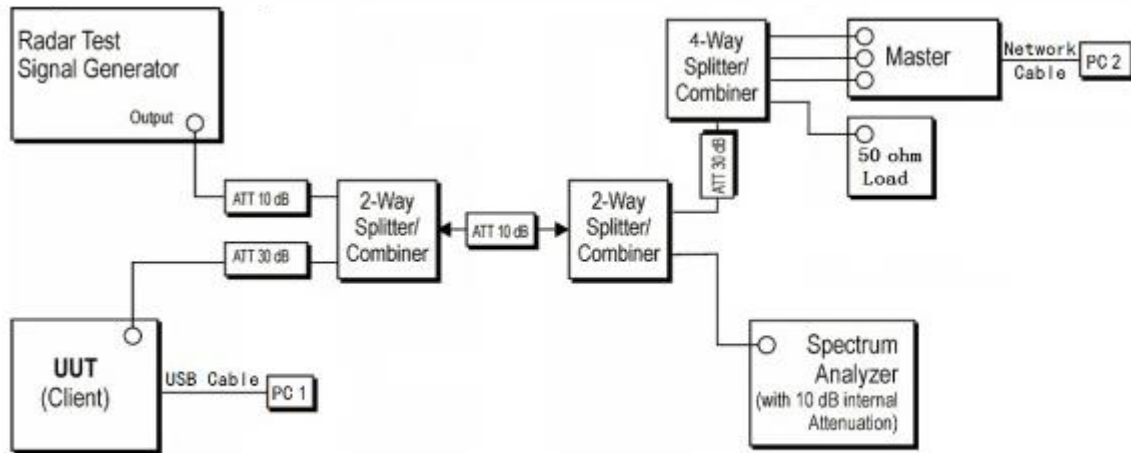 Radar Test
Signal Generator
Output
ATT 10 dB
ATT 30 dB
2-Way
Splitter/
Combiner
ATT 10 dB
2-Way
Splitter/
Combiner
ATT 30 dB
4-Way
Splitter/
Combiner
Master
Network
Cable
PC 2
50 ohm
Load
UUT
(Client)
USB Cable
PC 1
Spectrum
Analyzer
(with 10 dB internal
Attenuation)